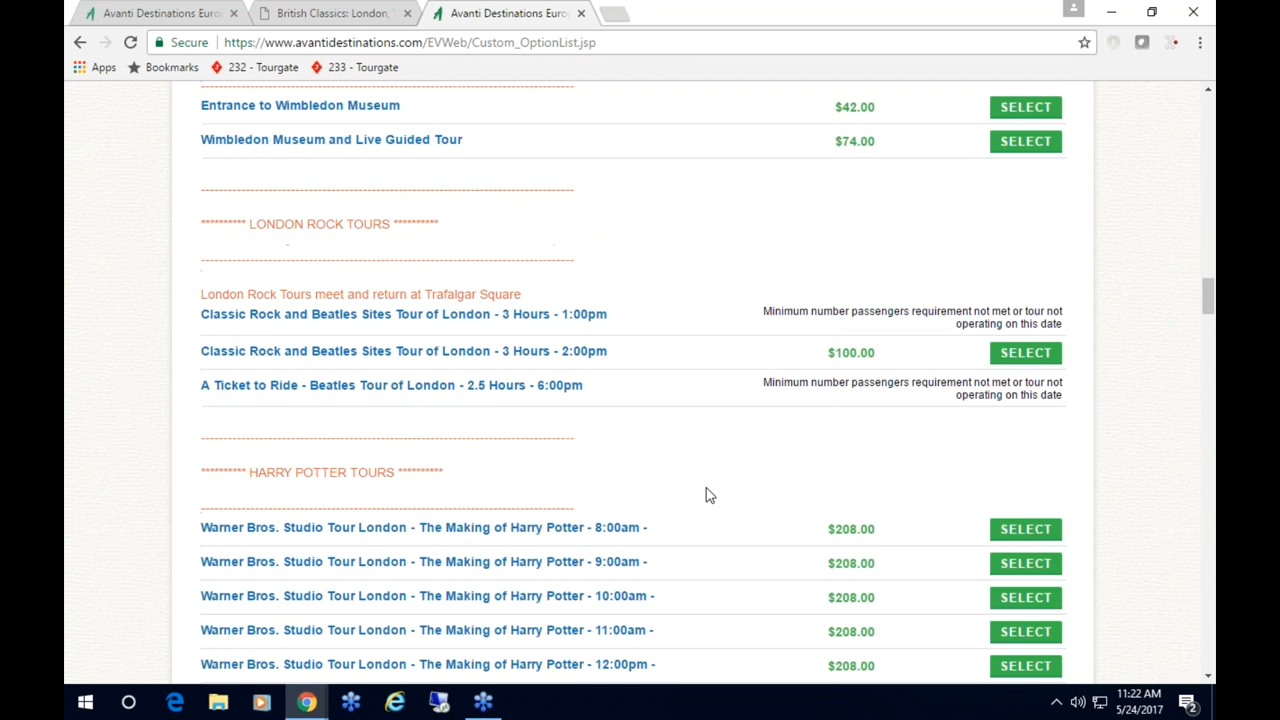 Avanti Destinations Euro
British Classics: London,
Avanti Destinations Euro
Secure https://www.avantidestinations.com/EVWeb/Custom_OptionList.jsp
Apps Bookmarks 232 - Tourgate 233 - Tourgate
Entrance to Wimbledon Museum $42.00 SELECT
Wimbledon Museum and Live Guided Tour $74.00 SELECT
********** LONDON ROCK TOURS **********
London Rock Tours meet and return at Trafalgar Square
Classic Rock and Beatles Sites Tour of London - 3 Hours - 1:00pm Minimum number passengers requirement not met or tour not
operating on this date
Classic Rock and Beatles Sites Tour of London - 3 Hours - 2:00pm $100.00 SELECT
A Ticket to Ride - Beatles Tour of London - 2.5 Hours - 6:00pm Minimum number passengers requirement not met or tour not
operating on this date
********** HARRY POTTER TOURS **********
Warner Bros. Studio Tour London - The Making of Harry Potter - 8:00am - $208.00 SELECT
Warner Bros. Studio Tour London - The Making of Harry Potter - 9:00am - $208.00 SELECT
Warner Bros. Studio Tour London - The Making of Harry Potter - 10:00am - $208.00 SELECT
Warner Bros. Studio Tour London - The Making of Harry Potter - 11:00am - $208.00 SELECT
Warner Bros. Studio Tour London - The Making of Harry Potter - 12:00pm - $208.00 SELECT
11:22 AM
5/24/2017
2